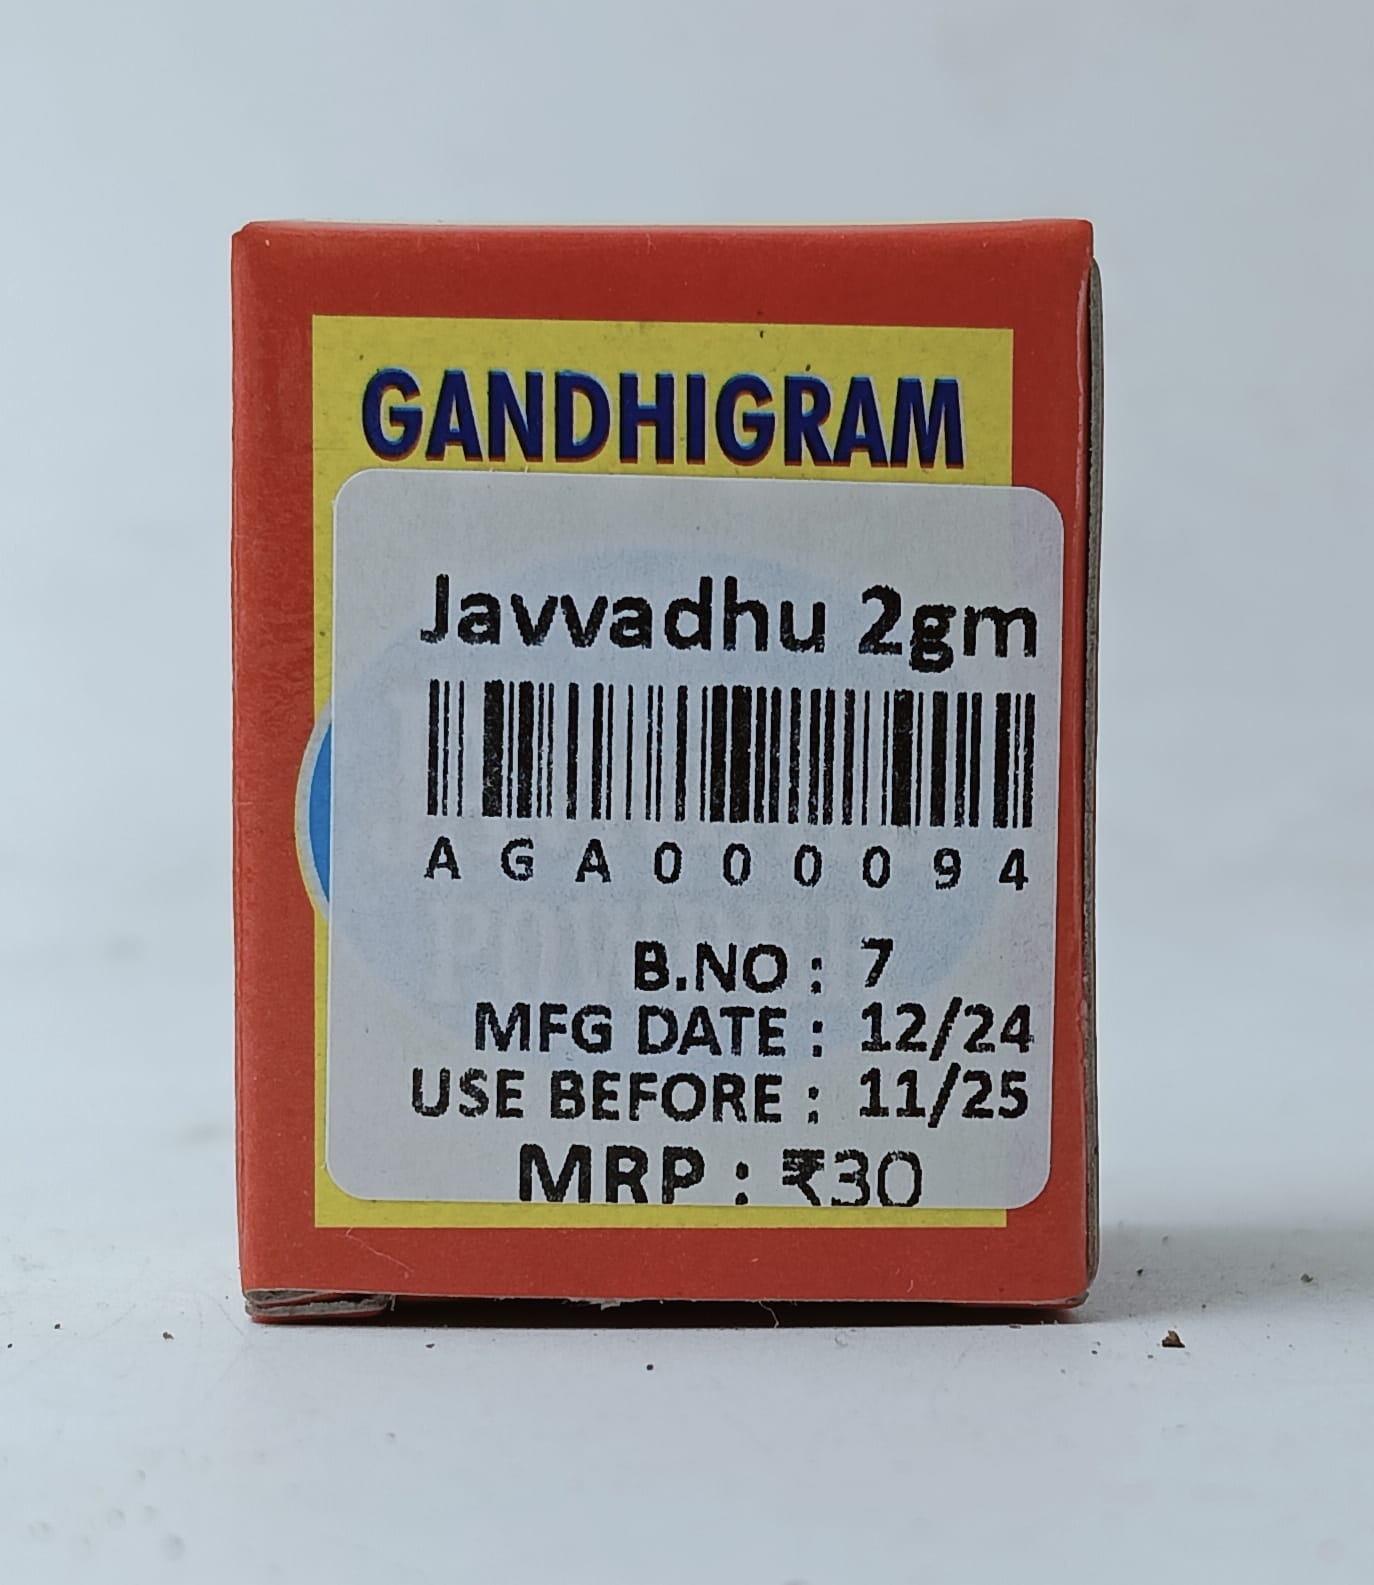 GANDHIGRAM
Javvadhu 2gm
AGA000094
B.NO : 7
MFG DATE : 12/24
USE BEFORE : 11/25
MRP : ₹30